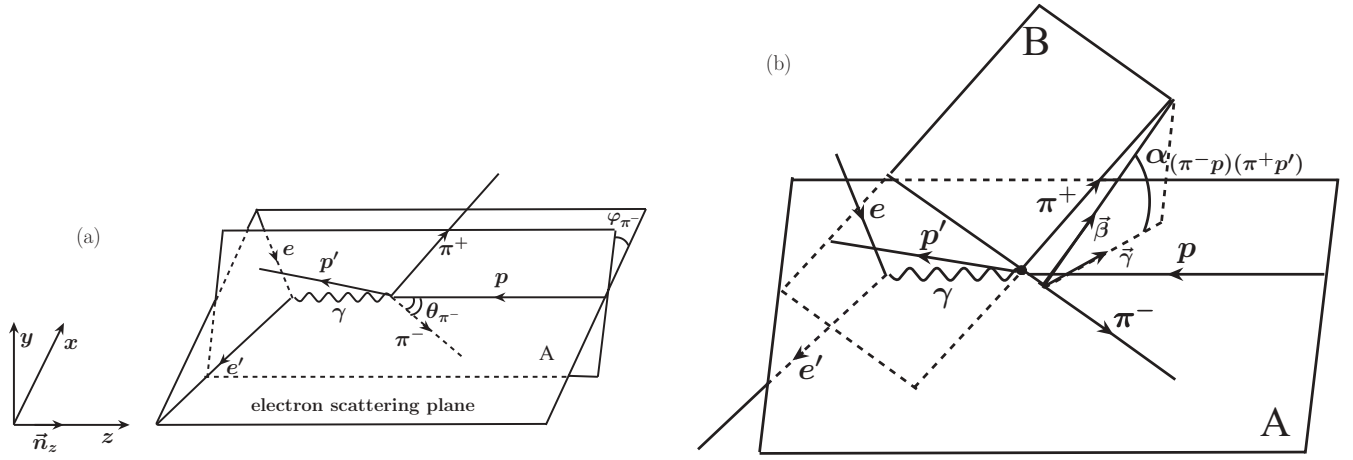 (a)
φπ⁻
e
p′
π⁺
p
γ
θπ⁻
π⁻
A
e′
electron scattering plane
y
x
n⃗z
z
(b)
B
α(π⁻p)(π⁺p′)
π⁺
e
p′
β⃗
γ⃗
p
γ
π⁻
e′
A